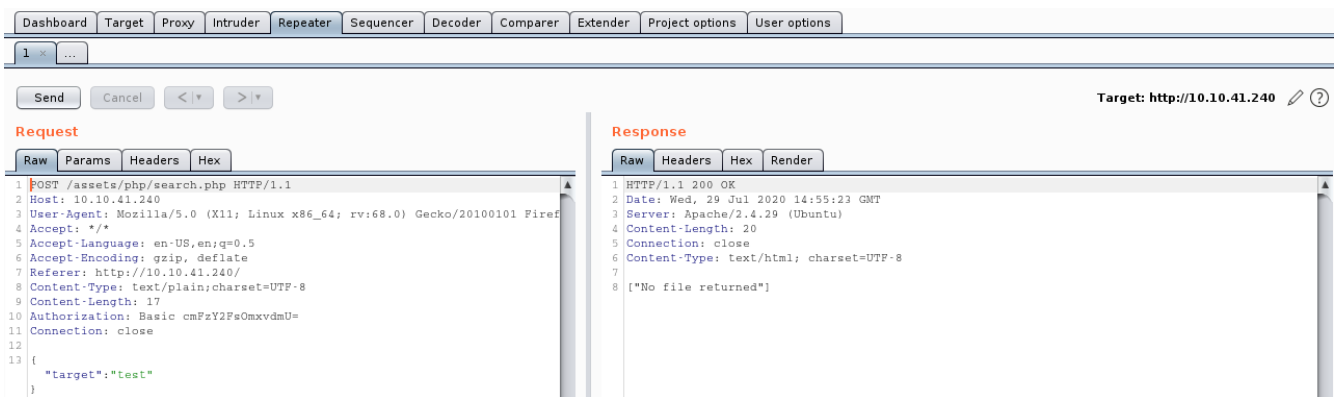 Dashboard Target Proxy Intruder Repeater Sequencer Decoder Comparer Extender Project options User options
1 × ...
Send Cancel < | ▾ > | ▾ Target: http://10.10.41.240 ?
Request
Raw Params Headers Hex
1 POST /assets/php/search.php HTTP/1.1
2 Host: 10.10.41.240
3 User-Agent: Mozilla/5.0 (X11; Linux x86_64; rv:68.0) Gecko/20100101 Firef
4 Accept: */*
5 Accept-Language: en-US,en;q=0.5
6 Accept-Encoding: gzip, deflate
7 Referer: http://10.10.41.240/
8 Content-Type: text/plain;charset=UTF-8
9 Content-Length: 17
10 Authorization: Basic cmFzY2FsOmxvdmU=
11 Connection: close
12
13 {
"target":"test"
}
Response
Raw Headers Hex Render
1 HTTP/1.1 200 OK
2 Date: Wed, 29 Jul 2020 14:55:23 GMT
3 Server: Apache/2.4.29 (Ubuntu)
4 Content-Length: 20
5 Connection: close
6 Content-Type: text/html; charset=UTF-8
7
8 ["No file returned"]